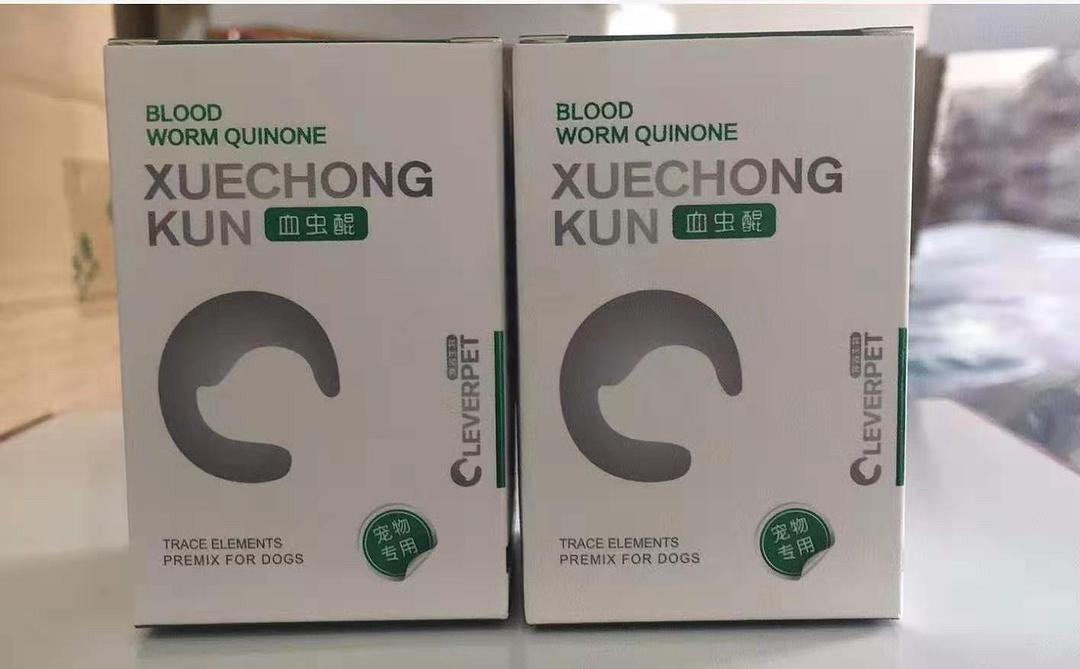 BLOOD
WORM QUINONE
XUECHONG
KUN 血虫醌
CLEVERPET
TRACE ELEMENTS
PREMIX FOR DOGS
宠物
专用
BLOOD
WORM QUINONE
XUECHONG
KUN 血虫醌
CLEVERPET
TRACE ELEMENTS
PREMIX FOR DOGS
宠物
专用